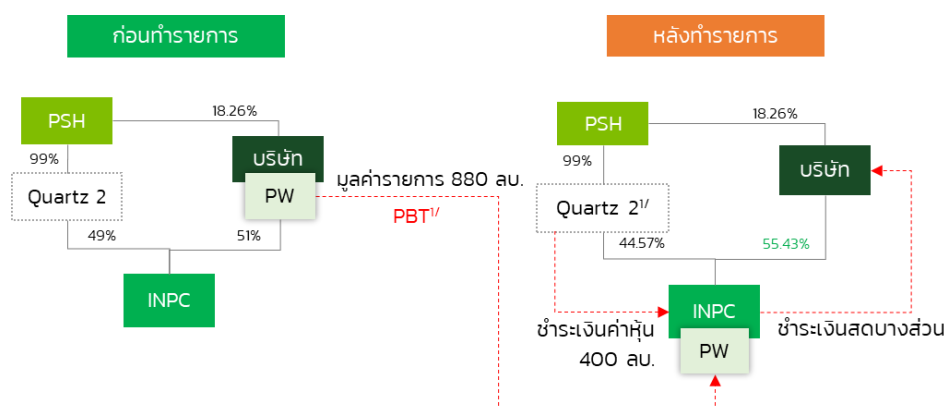 ก่อนทำรายการ
หลังทำรายการ
PSH
18.26%
99%
บริษัท
PW
Quartz 2
49%
51%
INPC
มูลค่ารายการ 880 ลบ.
PBT1/
PSH
18.26%
99%
บริษัท
Quartz 21/
44.57%
55.43%
INPC
PW
ชำระเงินค่าหุ้น
400 ลบ.
ชำระเงินสดบางส่วน